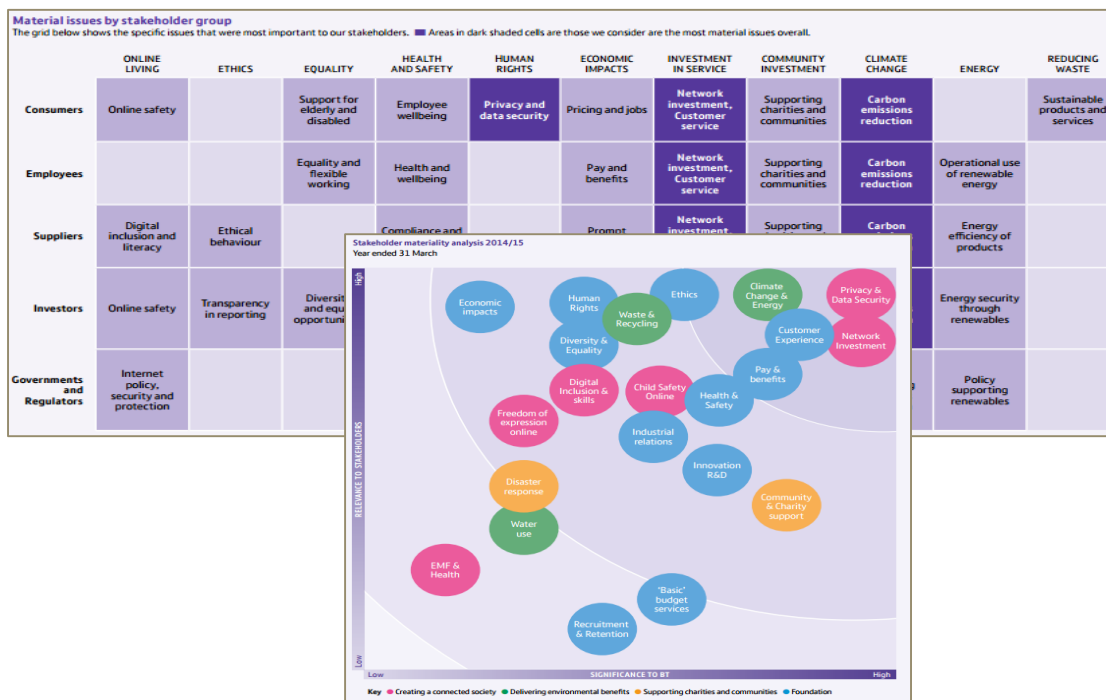 Material issues by stakeholder group
The grid below shows the specific issues that were most important to our stakeholders. Areas in dark shaded cells are those we consider are the most material issues overall.
ONLINE LIVING
ETHICS
EQUALITY
HEALTH AND SAFETY
HUMAN RIGHTS
ECONOMIC IMPACTS
INVESTMENT IN SERVICE
COMMUNITY INVESTMENT
CLIMATE CHANGE
ENERGY
REDUCING WASTE
Consumers
Online safety
Support for elderly and disabled
Employee wellbeing
Privacy and data security
Pricing and jobs
Network investment, Customer service
Supporting charities and communities
Carbon emissions reduction
Sustainable products and services
Employees
Equality and flexible working
Health and wellbeing
Pay and benefits
Network investment, Customer service
Supporting charities and communities
Carbon emissions reduction
Operational use of renewable energy
Suppliers
Digital inclusion and literacy
Ethical behaviour
Compliance and
Prompt
Network investment,
Supporting
Carbon
Energy efficiency of products
Investors
Online safety
Transparency in reporting
Energy security through renewables
Governments and Regulators
Internet policy, security and protection
Policy supporting renewables
Stakeholder materiality analysis 2014/15
Year ended 31 March
High
RELEVANCE TO STAKEHOLDERS
Low
Economic impacts
Human Rights
Ethics
Climate Change & Energy
Privacy & Data Security
Waste & Recycling
Customer Experience
Network Investment
Diversity & Equality
Pay & benefits
Digital Inclusion & skills
Child Safety Online
Health & Safety
Freedom of expression online
Industrial relations
Innovation R&D
Disaster response
Community & Charity support
Water use
EMF & Health
'Basic' budget services
Recruitment & Retention
Low
SIGNIFICANCE TO BT
High
Key
Creating a connected society
Delivering environmental benefits
Supporting charities and communities
Foundation